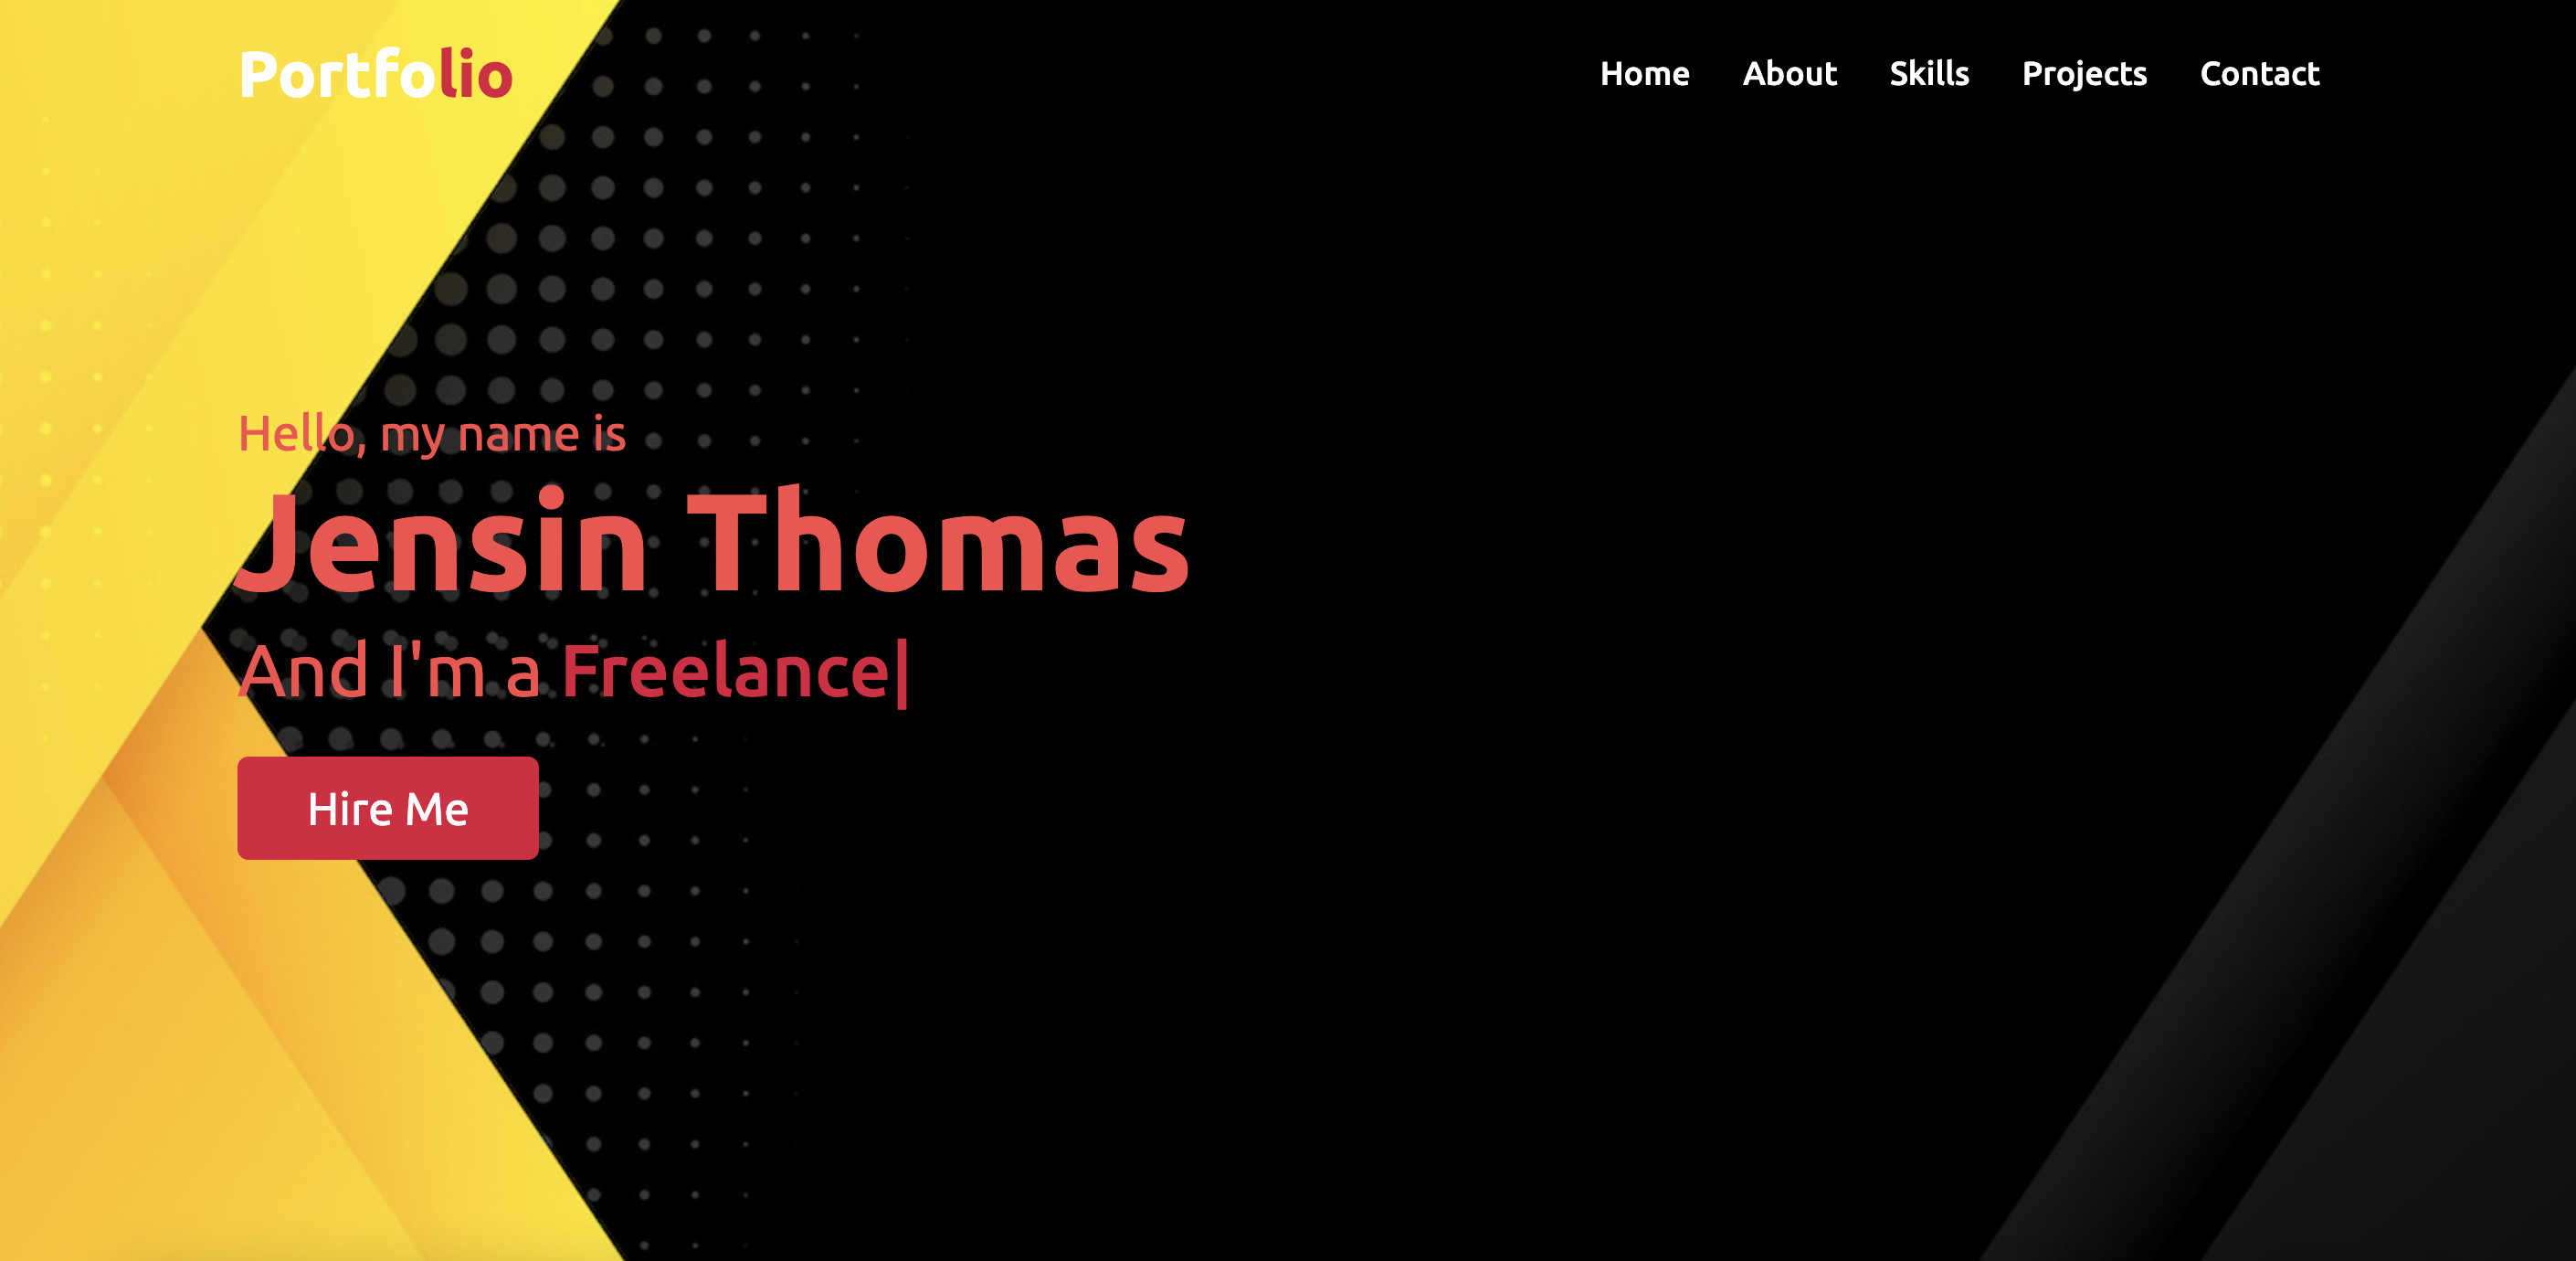 Portfolio
Home About Skills Projects Contact
Hello, my name is
Jensin Thomas
And I'm a Freelance|
Hire Me